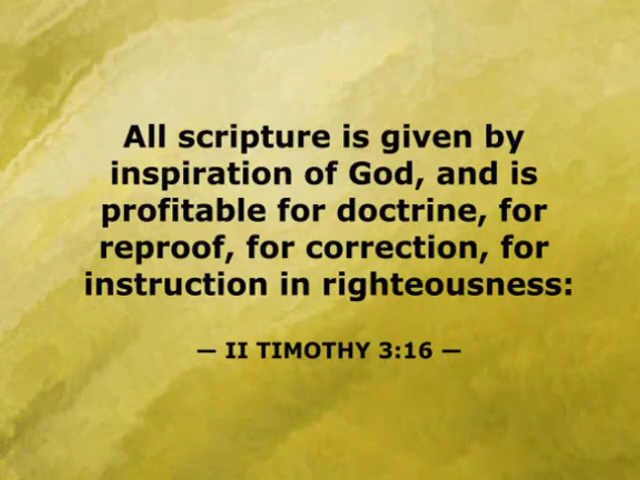 All scripture is given by
inspiration of God, and is
profitable for doctrine, for
reproof, for correction, for
instruction in righteousness:
— II TIMOTHY 3:16 —